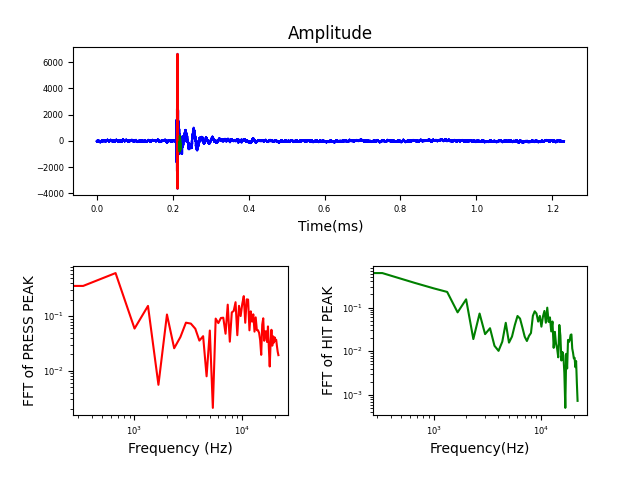 Amplitude
6000
4000
2000
0
−2000
−4000
0.0 0.2 0.4 0.6 0.8 1.0 1.2
Time(ms)
FFT of PRESS PEAK
10⁻¹
10⁻²
10³ 10⁴
Frequency (Hz)
FFT of HIT PEAK
10⁻¹
10⁻²
10⁻³
10³ 10⁴
Frequency(Hz)